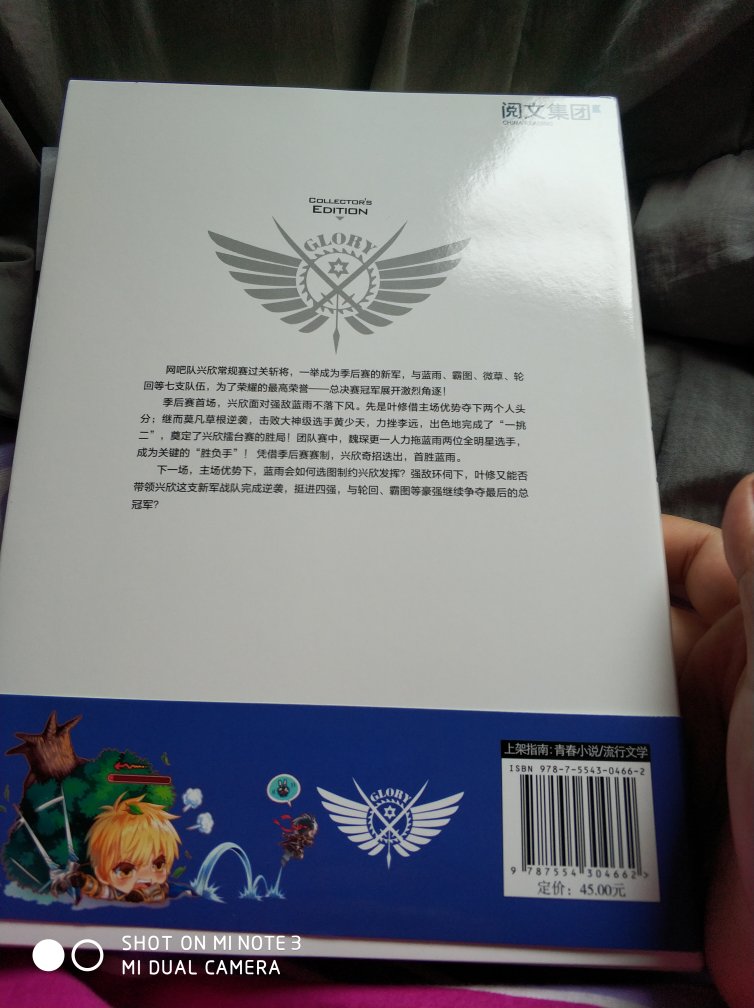 阅文集团
COLLECTOR'S
EDITION
GLORY
网吧队兴欣常规赛过关斩将，一举成为季后赛的新军，与蓝雨、霸图、微草、轮
回等七支队伍，为了荣耀的最高荣誉——总决赛冠军展开激烈角逐！
季后赛首场，兴欣面对强敌蓝雨不落下风。先是叶修借主场优势夺下两个人头
分；继而莫凡草根逆袭，击败大神级选手黄少天，力挫李远，出色地完成了“一挑
二”，奠定了兴欣擂台赛的胜局！团队赛中，魏琛更一人力拖蓝雨两位全明星选手，
成为关键的“胜负手”！凭借季后赛赛制，兴欣奇招迭出，首胜蓝雨。
下一场，主场优势下，蓝雨会如何选图制约兴欣发挥？强敌环伺下，叶修又能否
带领兴欣这支新军战队完成逆袭，挺进四强，与轮回、霸图等豪强继续争夺最后的总
冠军？
上架指南：青春小说/流行文学
ISBN 978-7-5543-0466-2
GLORY
9 787554 304662 >
定价：45.00元
SHOT ON MI NOTE 3
MI DUAL CAMERA